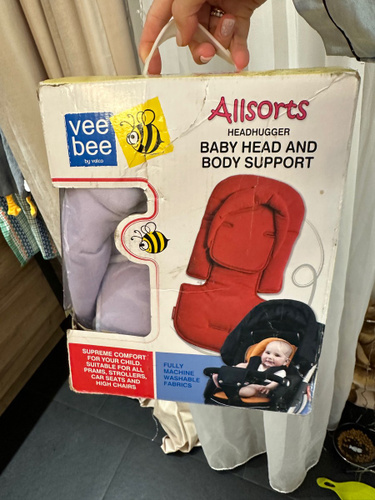 vee
bee
by valco
Allsorts
HEADHUGGER
BABY HEAD AND
BODY SUPPORT
SUPREME COMFORT
FOR YOUR CHILD.
SUITABLE FOR ALL
PRAMS, STROLLERS,
CAR SEATS AND
HIGH CHAIRS
FULLY
MACHINE
WASHABLE
FABRICS